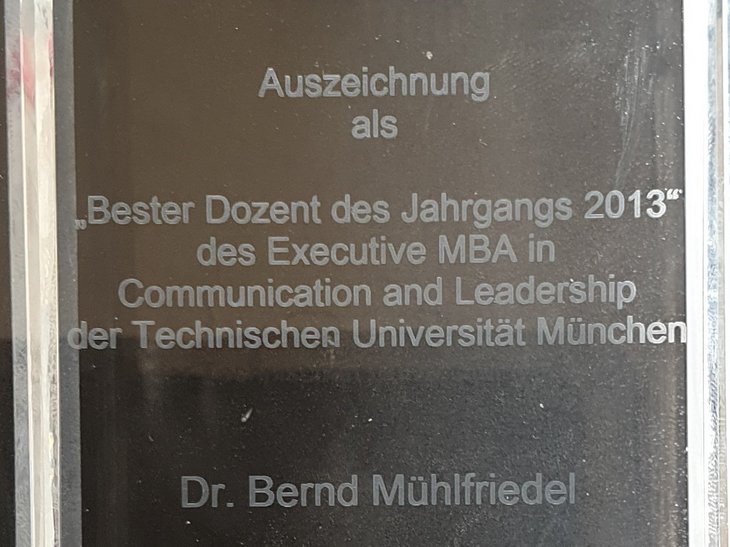 Auszeichnung
als
„Bester Dozent des Jahrgangs 2013“
des Executive MBA in
Communication and Leadership
der Technischen Universität München
Dr. Bernd Mühlfriedel